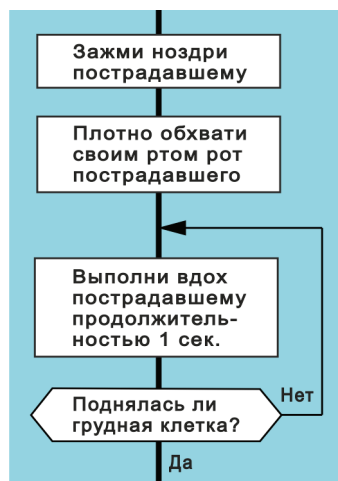 Зажми ноздри
пострадавшему
Плотно обхвати
своим ртом рот
пострадавшего
Выполни вдох
пострадавшему
продолжитель-
ностью 1 сек.
Поднялась ли
грудная клетка?
Нет
Да